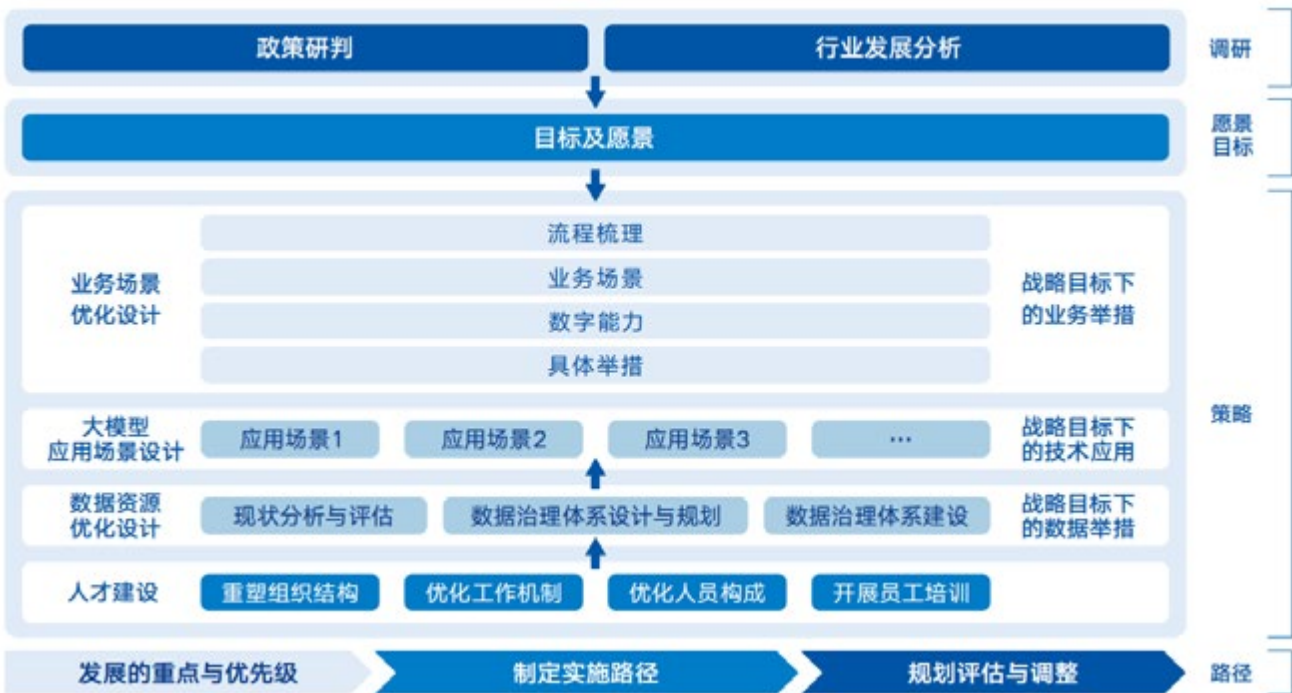 政策研判
行业发展分析
调研
目标及愿景
愿景
目标
业务场景
优化设计
流程梳理
业务场景
数字能力
具体举措
战略目标下
的业务举措
策略
大模型
应用场景设计
应用场景1
应用场景2
应用场景3
...
战略目标下
的技术应用
数据资源
优化设计
现状分析与评估
数据治理体系设计与规划
数据治理体系建设
战略目标下
的数据举措
人才建设
重塑组织结构
优化工作机制
优化人员构成
开展员工培训
发展的重点与优先级
制定实施路径
规划评估与调整
路径